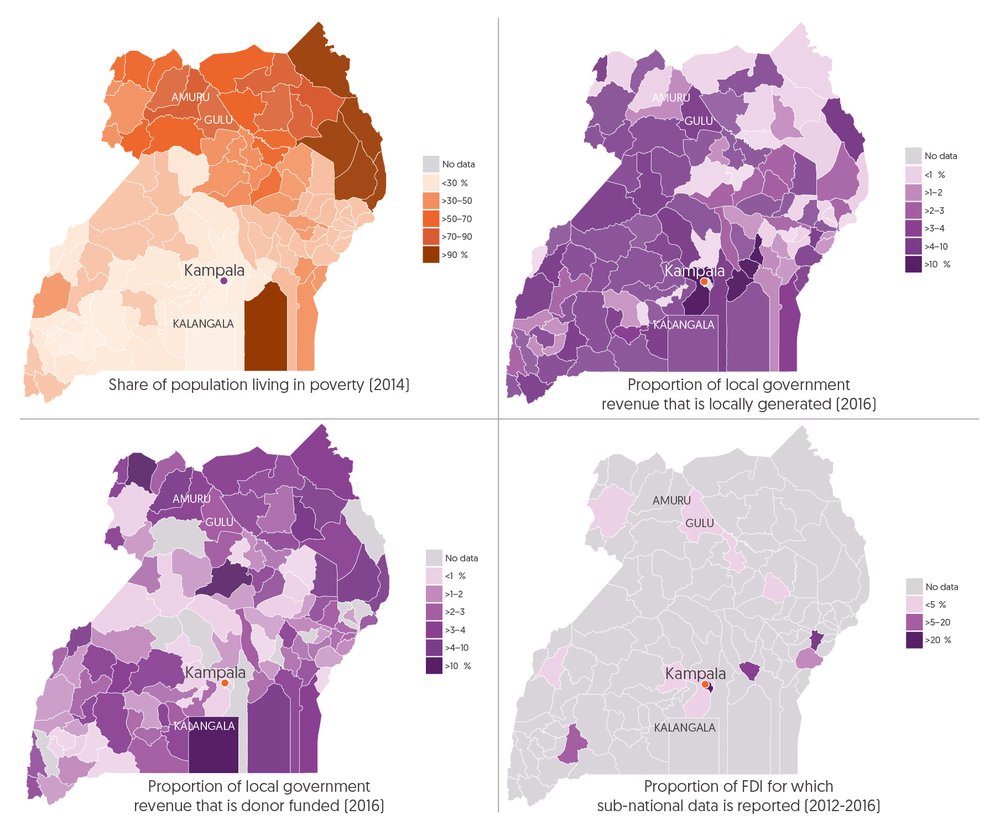 AMURU
GULU
Kampala
KALANGALA
No data
<30 %
>30–50
>50–70
>70–90
>90 %
Share of population living in poverty (2014)
AMURU
GULU
Kampala
KALANGALA
No data
<1 %
>1–2
>2–3
>3–4
>4–10
>10 %
Proportion of local government
revenue that is locally generated (2016)
AMURU
GULU
Kampala
KALANGALA
No data
<1 %
>1–2
>2–3
>3–4
>4–10
>10 %
Proportion of local government
revenue that is donor funded (2016)
AMURU
GULU
Kampala
KALANGALA
No data
<5 %
>5–20
>20 %
Proportion of FDI for which
sub-national data is reported (2012-2016)